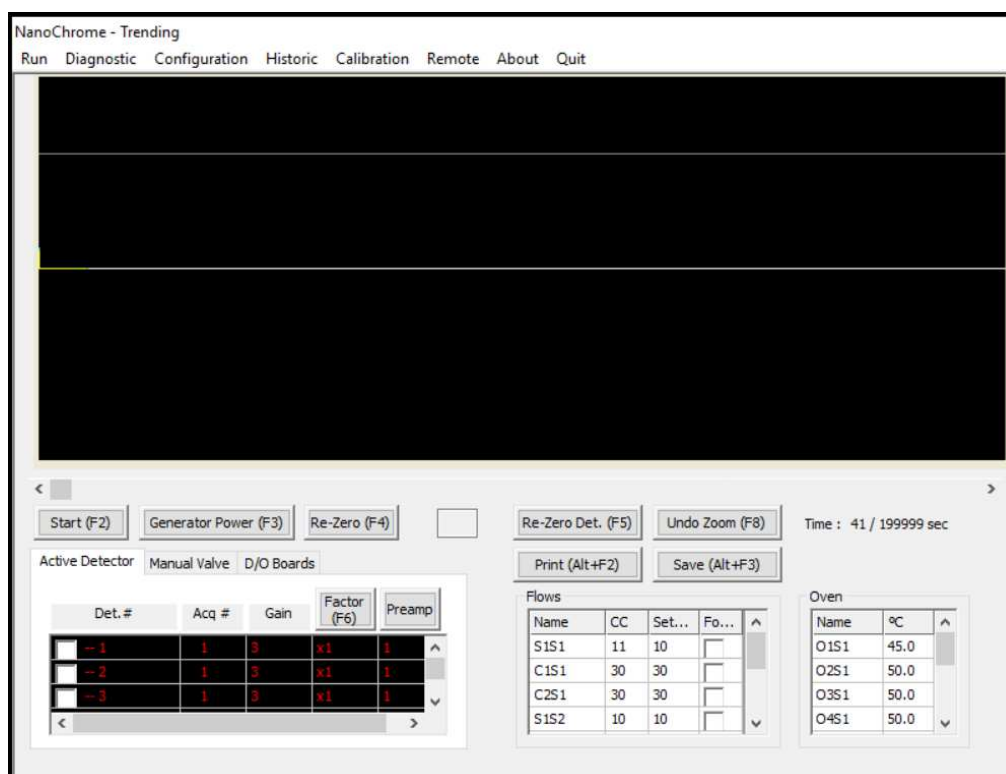 NanoChrome - Trending
Run Diagnostic Configuration Historic Calibration Remote About Quit
Start (F2) Generator Power (F3) Re-Zero (F4) Re-Zero Det. (F5) Undo Zoom (F8) Time : 41 / 199999 sec
Print (Alt+F2) Save (Alt+F3)
Active Detector Manual Valve D/O Boards
Det. # Acq # Gain Factor (F6) Preamp
-- 1 1 3 x1 1
-- 2 1 3 x1 1
-- 3 1 3 x1 1
Flows
Name CC Set... Fo...
S1S1 11 10
C1S1 30 30
C2S1 30 30
S1S2 10 10
Oven
Name ºC
O1S1 45.0
O2S1 50.0
O3S1 50.0
O4S1 50.0